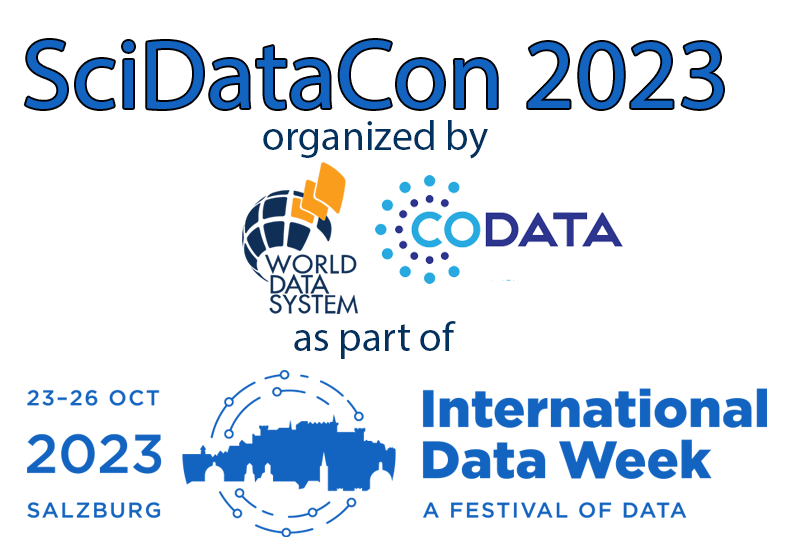 SciDataCon 2023
organized by
WORLD
DATA
SYSTEM
CODATA
as part of
23–26 OCT
2023
SALZBURG
International
Data Week
A FESTIVAL OF DATA